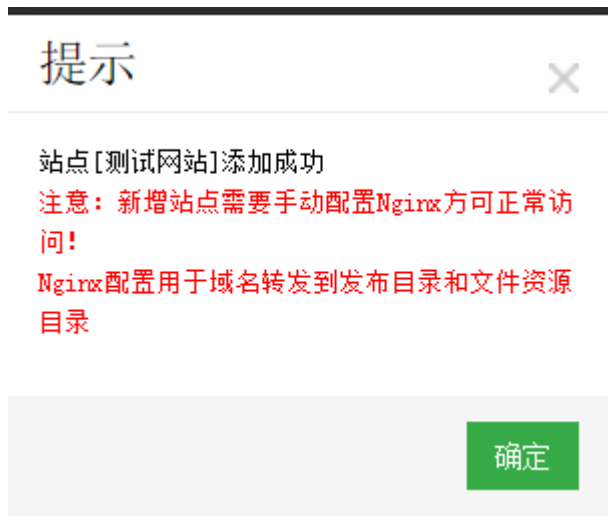 提示
站点[测试网站]添加成功
注意：新增站点需要手动配置Nginx方可正常访
问!
Nginx配置用于域名转发到发布目录和文件资源
目录
确定